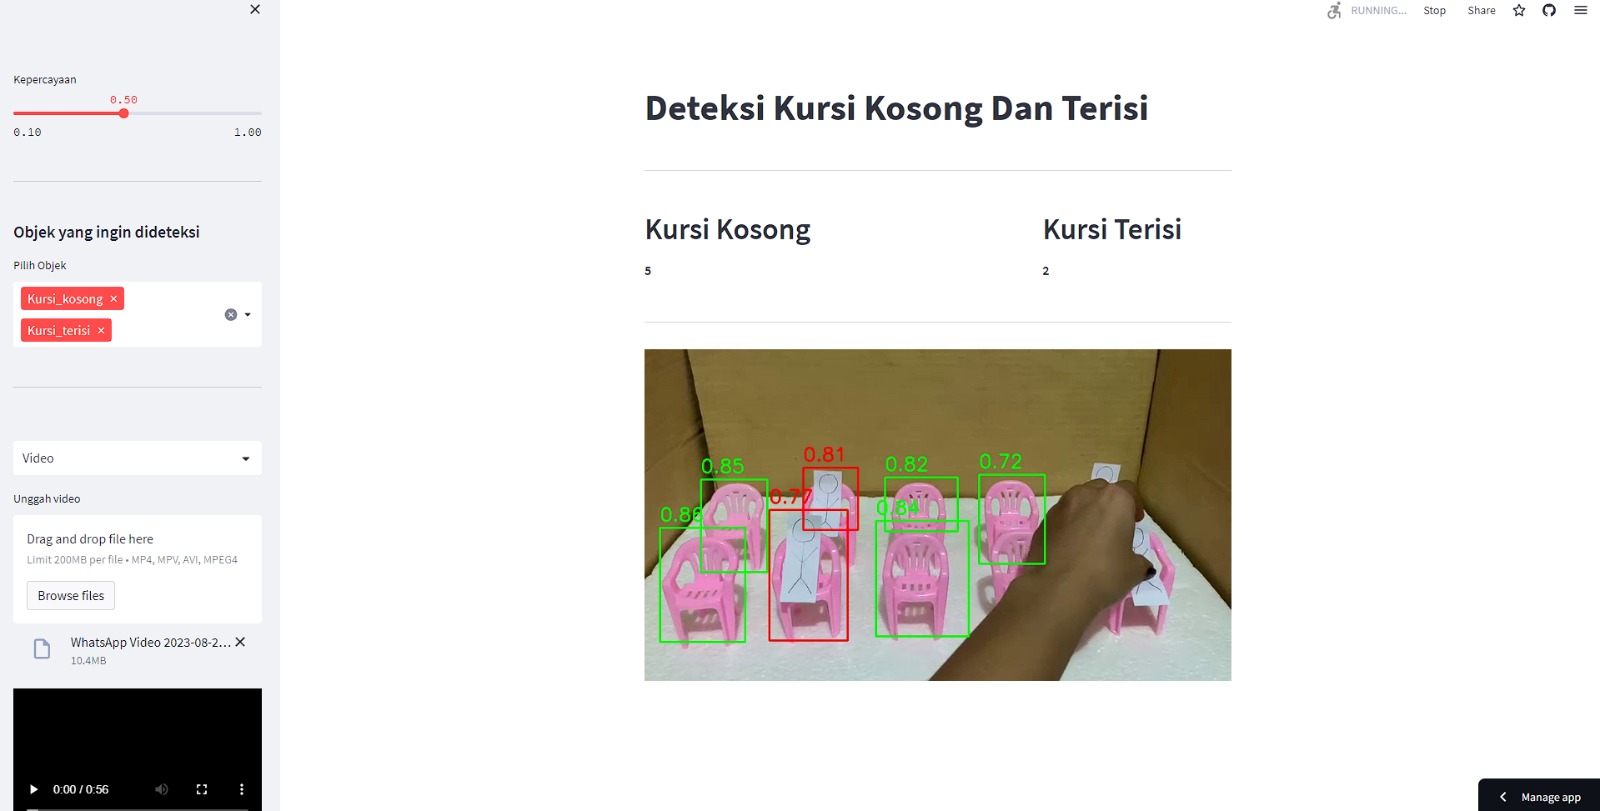 RUNNING...
Stop
Share
Kepercayaan
0.50
0.10
1.00
Objek yang ingin dideteksi
Pilih Objek
Kursi_kosong
Kursi_terisi
Video
Unggah video
Drag and drop file here
Limit 200MB per file • MP4, MPV, AVI, MPEG4
Browse files
WhatsApp Video 2023-08-2...
10.4MB
0:00 / 0:56
Deteksi Kursi Kosong Dan Terisi
Kursi Kosong
Kursi Terisi
5
2
0.81
0.85
0.82
0.72
0.77
0.84
0.86
Manage app